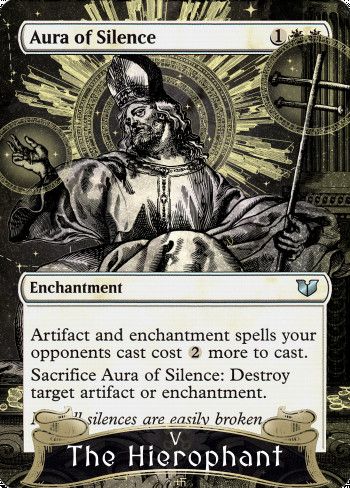 Aura of Silence 1
Enchantment
Artifact and enchantment spells your
opponents cast cost 2 more to cast.
Sacrifice Aura of Silence: Destroy
target artifact or enchantment.
silences are easily broken
V
The Hierophant